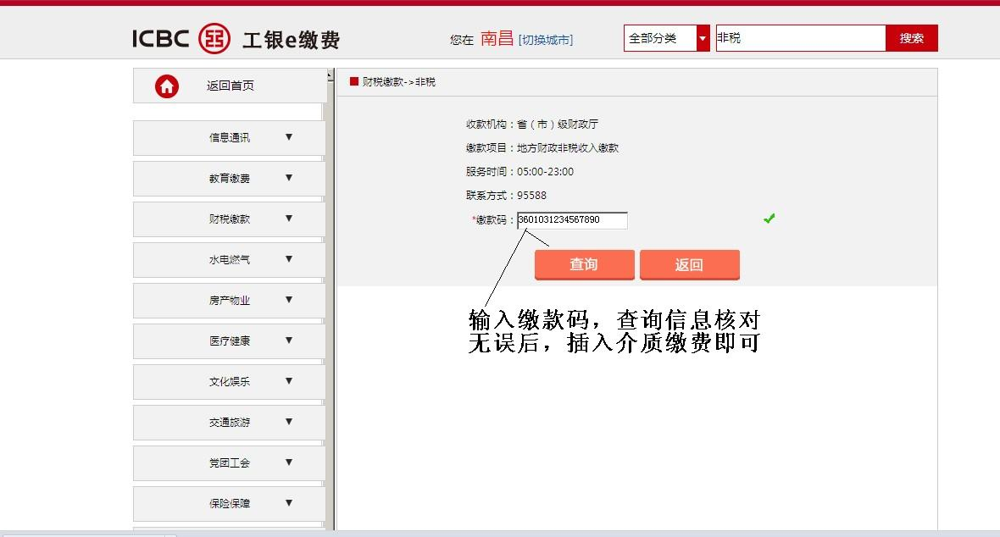 ICBC 工银e缴费
您在 南昌 [切换城市]
全部分类
非税
搜索
返回首页
信息通讯 ▼
教育缴费 ▼
财税缴款 ▼
水电燃气 ▼
房产物业 ▼
医疗健康 ▼
文化娱乐 ▼
交通旅游 ▼
党团工会 ▼
保险保障 ▼
财税缴款->非税
收款机构：省（市）级财政厅
缴款项目：地方财政非税收入缴款
服务时间：05:00-23:00
联系方式：95588
*缴款码：3601031234567890
查询
返回
输入缴款码，查询信息核对
无误后，插入介质缴费即可